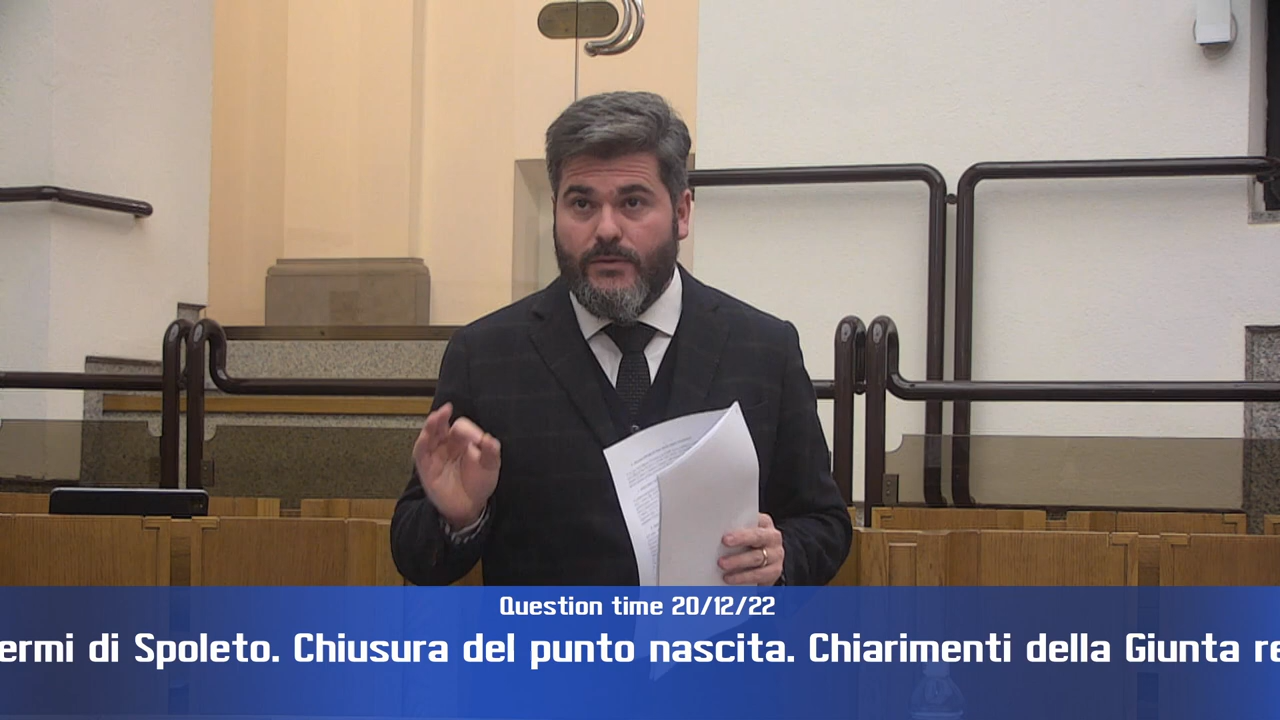 Question time 20/12/22
ermi di Spoleto. Chiusura del punto nascita. Chiarimenti della Giunta re